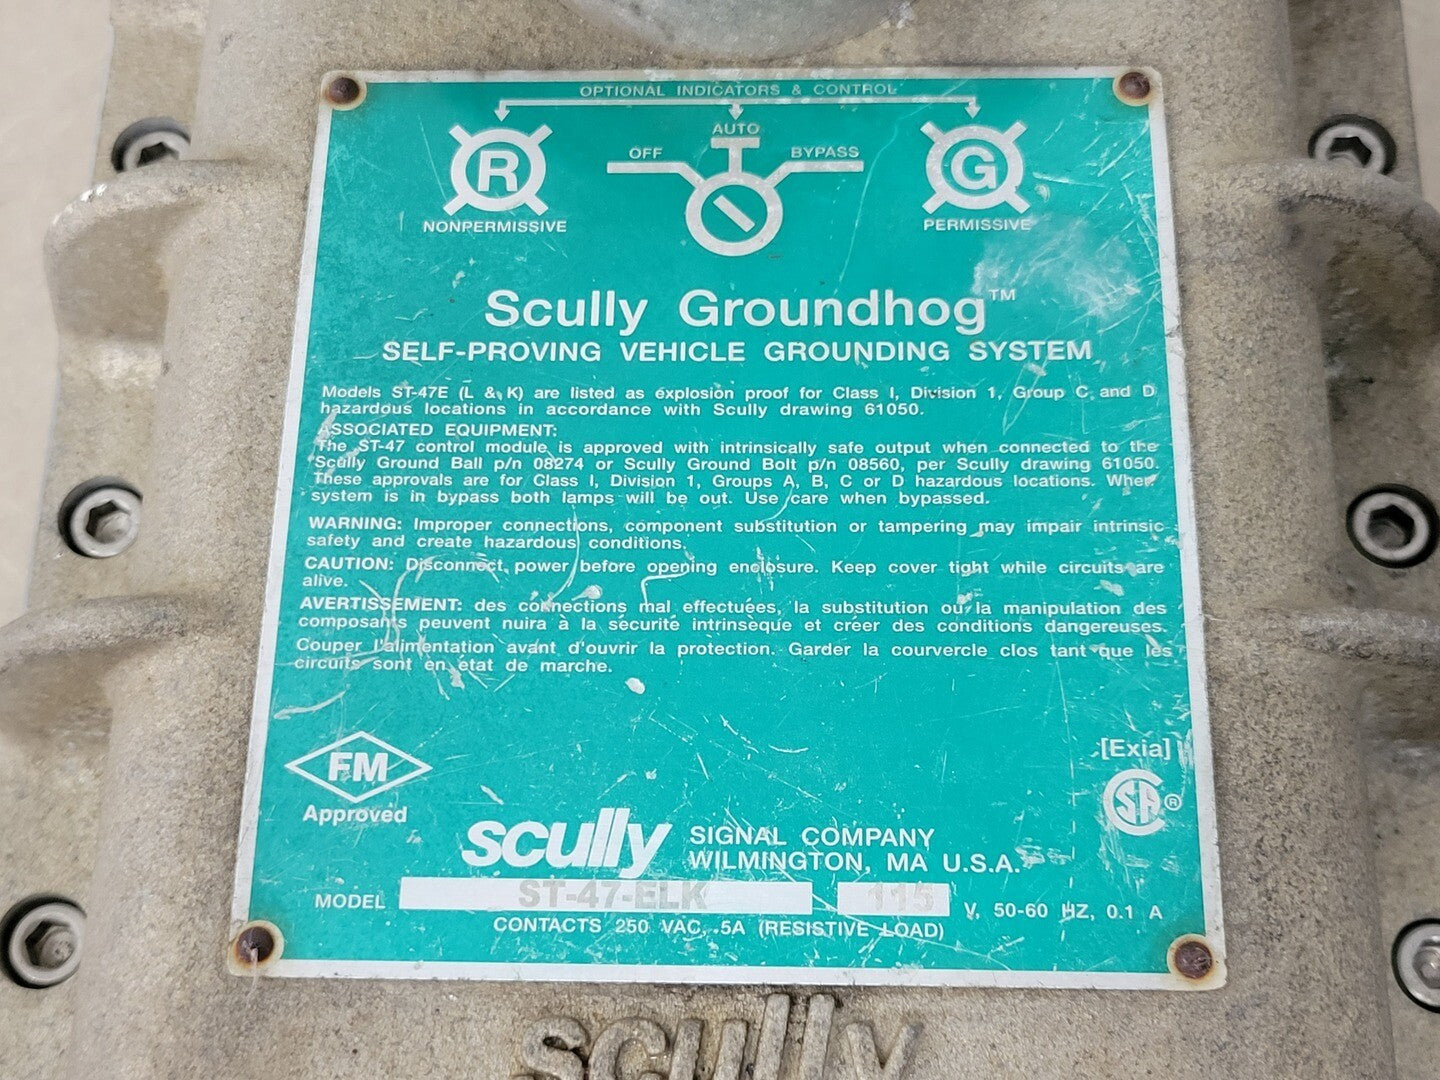 OPTIONAL INDICATORS & CONTROL
AUTO
OFF
BYPASS
R
G
NONPERMISSIVE
PERMISSIVE
Scully Groundhog™
SELF-PROVING VEHICLE GROUNDING SYSTEM
Models ST-47E (L & K) are listed as explosion proof for Class I, Division 1, Group C and D
hazardous locations in accordance with Scully drawing 61050.
ASSOCIATED EQUIPMENT:
The ST-47 control module is approved with intrinsically safe output when connected to the
Scully Ground Ball p/n 08274 or Scully Ground Bolt p/n 08560, per Scully drawing 61050.
These approvals are for Class I, Division 1, Groups A, B, C or D hazardous locations. When
system is in bypass both lamps will be out. Use care when bypassed.
WARNING: Improper connections, component substitution or tampering may impair intrinsic
safety and create hazardous conditions.
CAUTION: Disconnect power before opening enclosure. Keep cover tight while circuits are
alive.
AVERTISSEMENT: des connections mal effectuées, la substitution ou la manipulation des
composants peuvent nuira à la sécurite intrinseque et créer des conditions dangereuses.
Couper l'alimentation avant d'ouvrir la protection. Garder la courvercle clos tant que les
circuits sont en état de marche.
FM
Approved
[Exia]
SA ®
scully SIGNAL COMPANY
WILMINGTON, MA U.S.A.
MODEL ST-47-ELK 115 V, 50-60 HZ, 0.1 A
CONTACTS 250 VAC, .5A (RESISTIVE LOAD)
scully